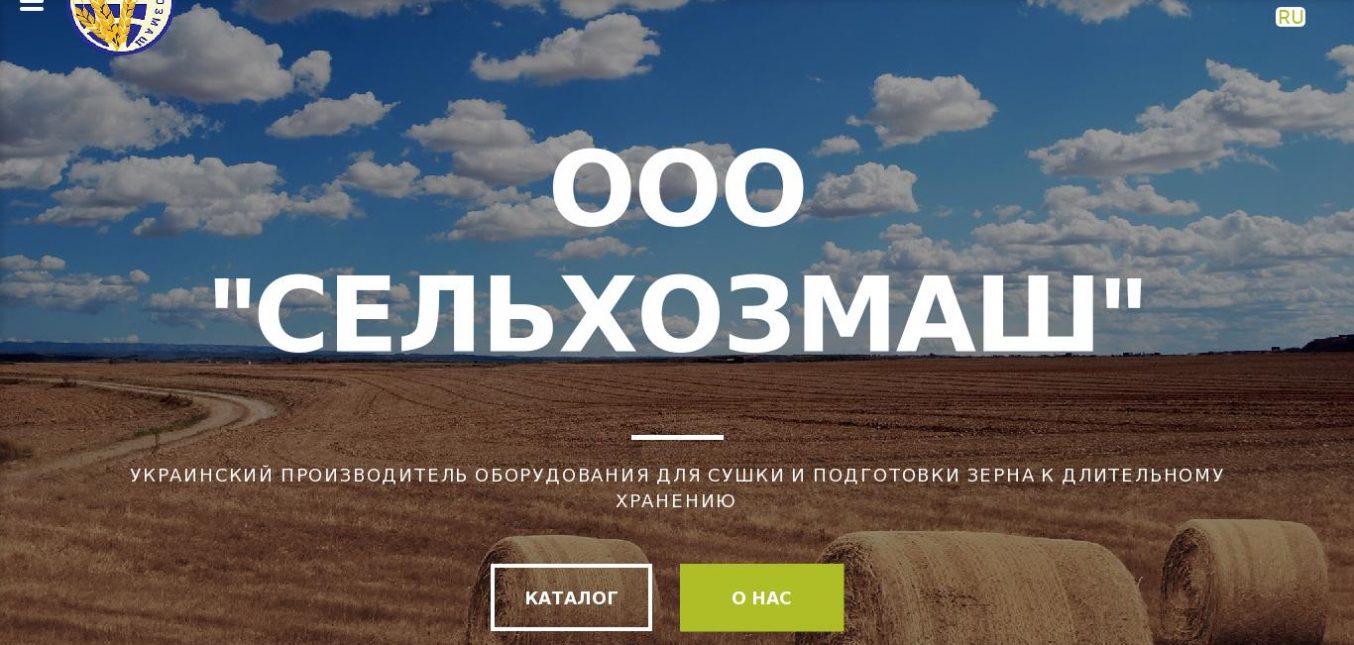 RU
ООО
"СЕЛЬХОЗМАШ"
УКРАИНСКИЙ ПРОИЗВОДИТЕЛЬ ОБОРУДОВАНИЯ ДЛЯ СУШКИ И ПОДГОТОВКИ ЗЕРНА К ДЛИТЕЛЬНОМУ
ХРАНЕНИЮ
КАТАЛОГ
О НАС